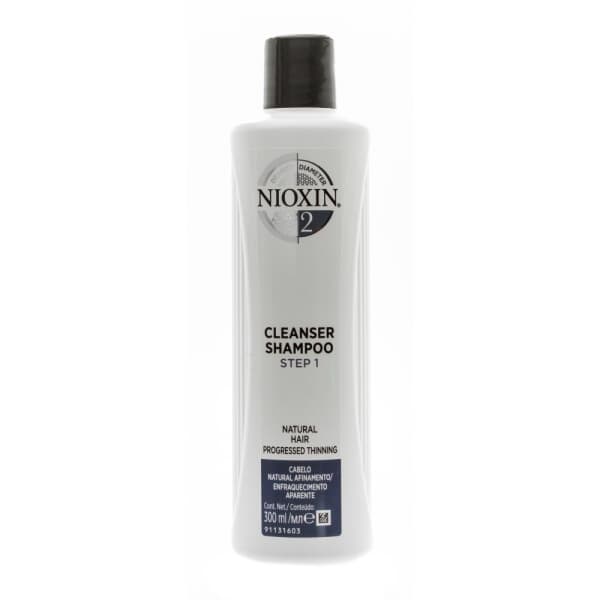 DIAMETER
NIOXIN®
2
CLEANSER
SHAMPOO
STEP 1
NATURAL
HAIR
PROGRESSED THINNING
CABELO
NATURAL AFINAMENTO/
ENFRAQUECIMENTO
APARENTE
Cont. Net./ Conteúdo:
300 ml /мл e
91131603